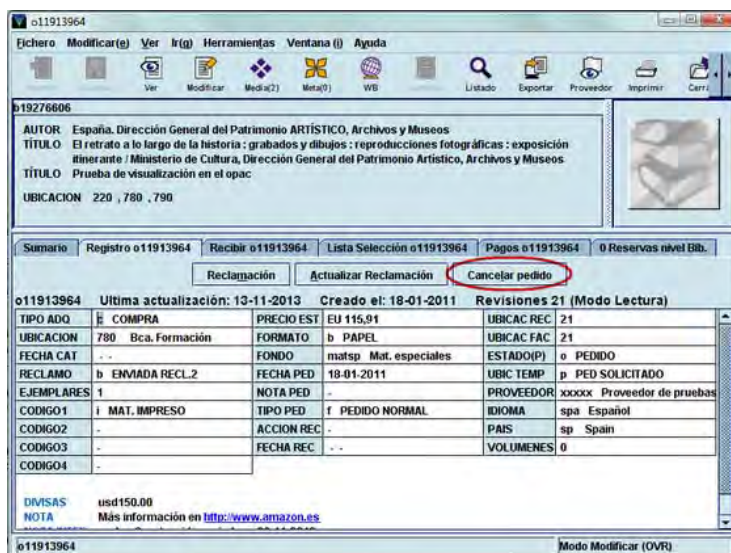 o11913964
Fichero Modificar(e) Ver Ir(q) Herramientas Ventana (i) Ayuda
Ver Modificar Media(2) Meta(0) WB Listado Exportar Proveedor Imprimir Cerra
b19276606
AUTOR España. Dirección General del Patrimonio ARTÍSTICO, Archivos y Museos
TÍTULO El retrato a lo largo de la historia : grabados y dibujos : reproducciones fotográficas : exposición
itinerante / Ministerio de Cultura, Dirección General del Patrimonio Artístico, Archivos y Museos
TÍTULO Prueba de visualización en el opac
UBICACION 220 , 780 , 790
Sumario Registro o11913964 Recibir o11913964 Lista Selección o11913964 Pagos o11913964 0 Reservas nivel Bib.
Reclamación Actualizar Reclamación Cancelar pedido
o11913964 Ultima actualización: 13-11-2013 Creado el: 18-01-2011 Revisiones 21 (Modo Lectura)
TIPO ADQ c COMPRA PRECIO EST EU 115,91 UBICAC REC 21
UBICACION 780 Bca. Formación FORMATO b PAPEL UBICAC FAC 21
FECHA CAT - - FONDO matsp Mat. especiales ESTADO(P) o PEDIDO
RECLAMO b ENVIADA RECL.2 FECHA PED 18-01-2011 UBIC TEMP p PED SOLICITADO
EJEMPLARES 1 NOTA PED - PROVEEDOR xxxxx Proveedor de pruebas
CODIGO1 i MAT. IMPRESO TIPO PED f PEDIDO NORMAL IDIOMA spa Español
CODIGO2 - ACCION REC - PAIS sp Spain
CODIGO3 - FECHA REC - - VOLUMENES 0
CODIGO4 -
DIVISAS usd150.00
NOTA Más información en http://www.amazon.es
o11913964 Modo Modificar (OVR)